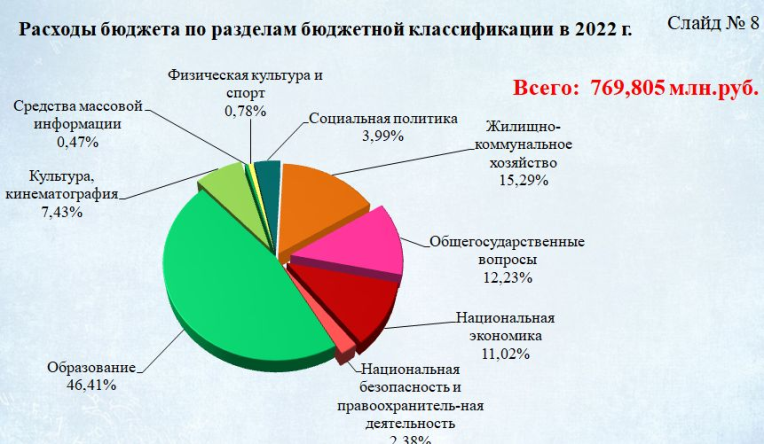 Расходы бюджета по разделам бюджетной классификации в 2022 г.
Слайд № 8
Всего: 769,805 млн.руб.
Физическая культура и
спорт
0,78%
Средства массовой
информации
0,47%
Социальная политика
3,99%
Жилищно-
коммунальное
хозяйство
15,29%
Культура,
кинематография
7,43%
Общегосударственные
вопросы
12,23%
Национальная
экономика
11,02%
Образование
46,41%
Национальная
безопасность и
правоохранитель-ная
деятельность
2,38%